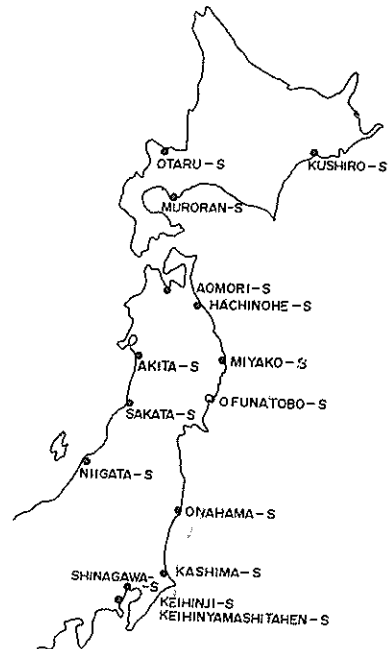 OTARU-S
KUSHIRO-S
MURORAN-S
AOMORI-S
HACHINOHE-S
AKITA-S
MIYAKO-S
OFUNATOBO-S
SAKATA-S
NIIGATA-S
ONAHAMA-S
SHINAGAWA-S
KASHIMA-S
KEIHINJI-S
KEIHINYAMASHITAHEN-S